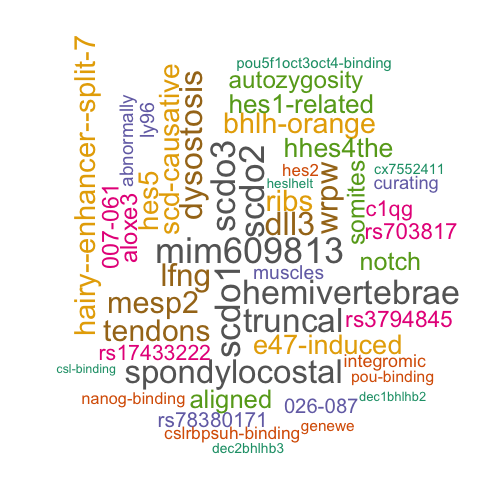 pou5f1oct3oct4-binding
autozygosity
hes1-related
bhlh-orange
hhes4the
hairy--enhancer--split-7
abnormally
ly96
scd-causative
dysostosis
hes5
007-061
aloxe3
scdo3
scdo2
hes2
heslhelt
ribs
dll3
wrpw
somites
cx7552411
curating
c1qg
rs703817
mim609813
notch
lfng
muscles
scdo1
hemivertebrae
mesp2
truncal
rs3794845
tendons
e47-induced
rs17433222
integromic
csl-binding
spondylocostal
pou-binding
nanog-binding
aligned
026-087
dec1bhlhb2
rs78380171
genewe
cslrbpsuh-binding
dec2bhlhb3